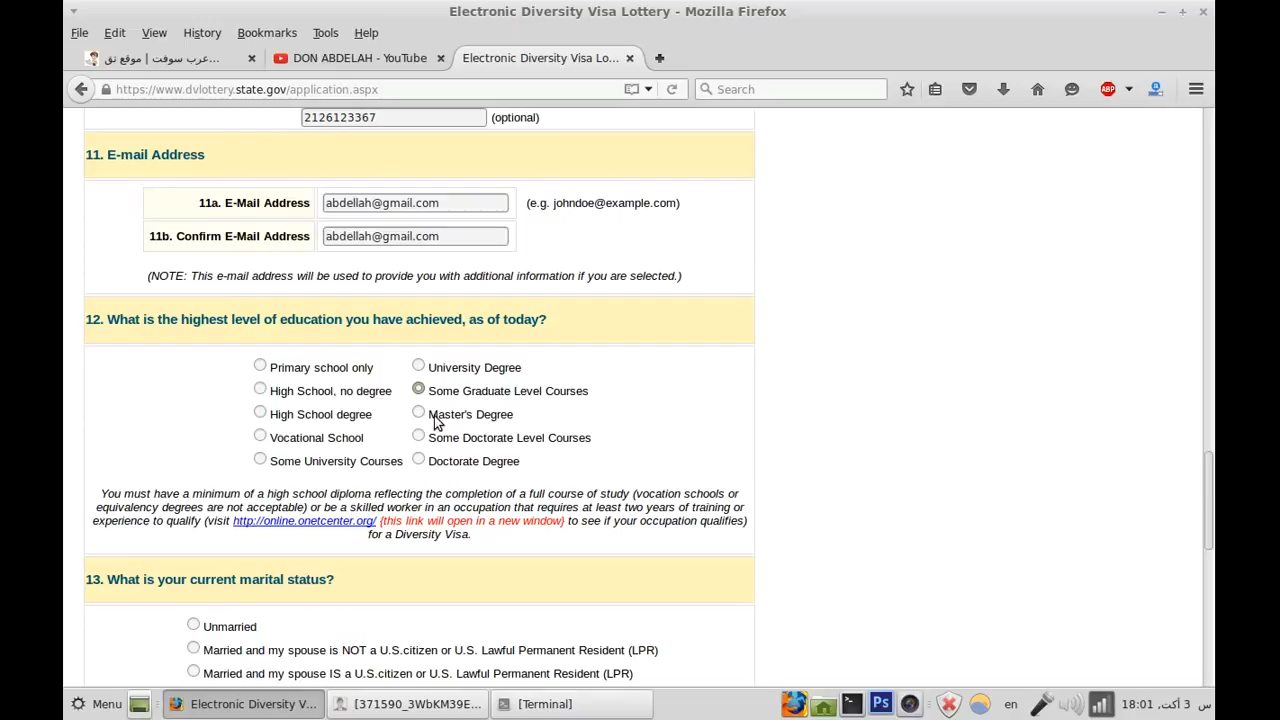 Electronic Diversity Visa Lottery - Mozilla Firefox
File Edit View History Bookmarks Tools Help
عرب سوفت | موقع تق...
DON ABDELAH - YouTube
Electronic Diversity Visa Lo...
https://www.dvlottery.state.gov/application.aspx
Search
ABP
2126123367 (optional)
11. E-mail Address
11a. E-Mail Address abdellah@gmail.com (e.g. johndoe@example.com)
11b. Confirm E-Mail Address abdellah@gmail.com
(NOTE: This e-mail address will be used to provide you with additional information if you are selected.)
12. What is the highest level of education you have achieved, as of today?
Primary school only University Degree
High School, no degree Some Graduate Level Courses
High School degree Master's Degree
Vocational School Some Doctorate Level Courses
Some University Courses Doctorate Degree
You must have a minimum of a high school diploma reflecting the completion of a full course of study (vocation schools or
equivalency degrees are not acceptable) or be a skilled worker in an occupation that requires at least two years of training or
experience to qualify (visit http://online.onetcenter.org/ {this link will open in a new window} to see if your occupation qualifies)
for a Diversity Visa.
13. What is your current marital status?
Unmarried
Married and my spouse is NOT a U.S.citizen or U.S. Lawful Permanent Resident (LPR)
Married and my spouse IS a U.S.citizen or U.S. Lawful Permanent Resident (LPR)
Menu Electronic Diversity V... [371590_3WbKM39E... [Terminal] Ps en س 3 أكت, 18:01